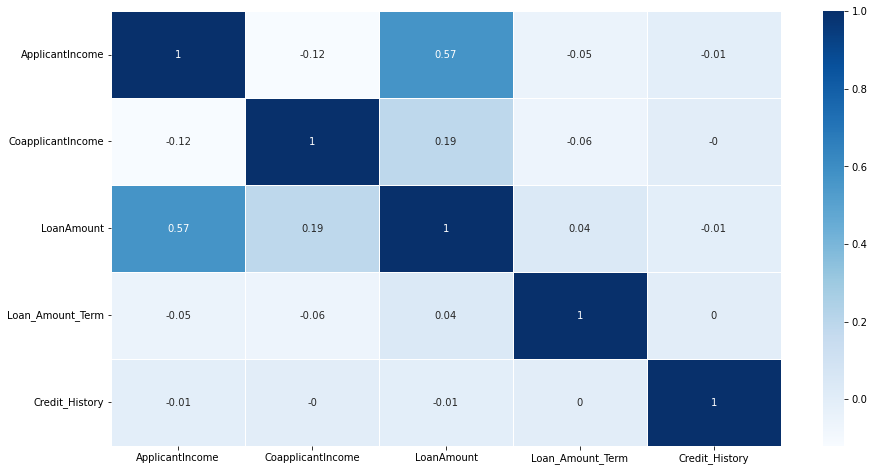 ApplicantIncome 1 -0.12 0.57 -0.05 -0.01
CoapplicantIncome -0.12 1 0.19 -0.06 -0
LoanAmount 0.57 0.19 1 0.04 -0.01
Loan_Amount_Term -0.05 -0.06 0.04 1 0
Credit_History -0.01 -0 -0.01 0 1
ApplicantIncome CoapplicantIncome LoanAmount Loan_Amount_Term Credit_History
1.0
0.8
0.6
0.4
0.2
0.0